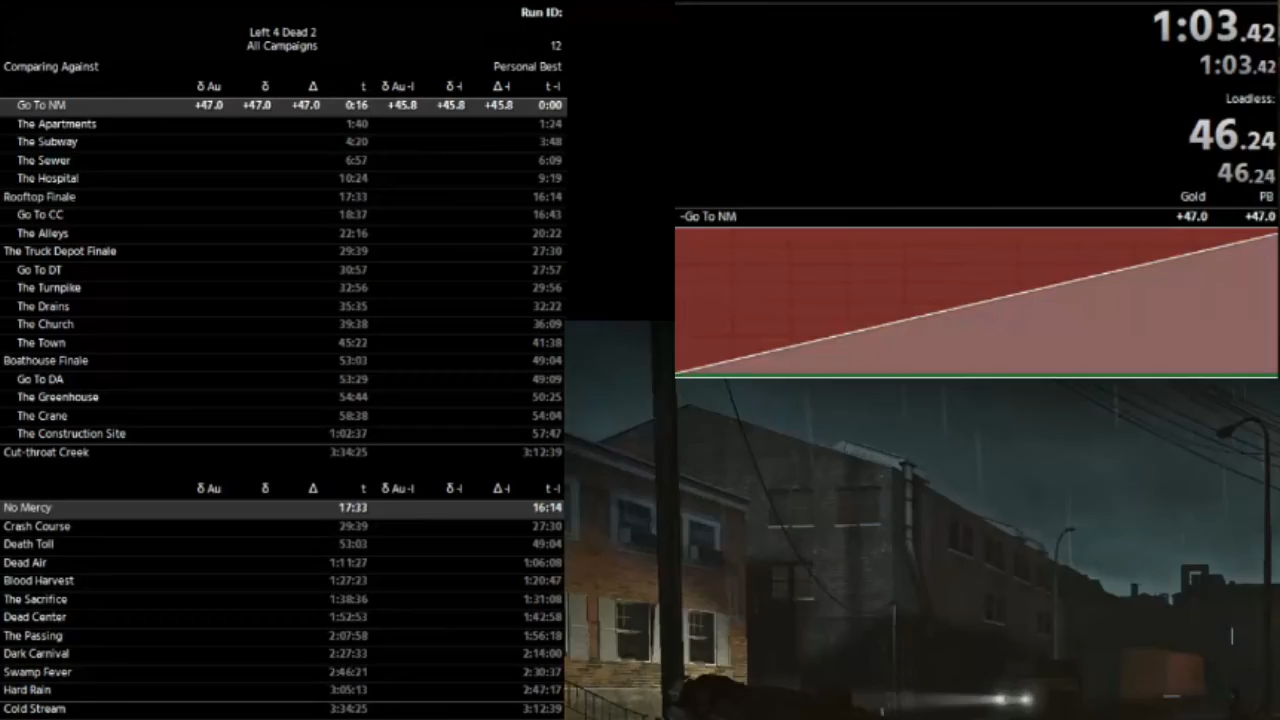 Run ID:
Left 4 Dead 2
All Campaigns 12
Comparing Against Personal Best
δ Au δ Δ t δ Au -I δ -I Δ -I t -I
Go To NM +47.0 +47.0 +47.0 0:16 +45.8 +45.8 +45.8 0:00
The Apartments 1:40 1:24
The Subway 4:20 3:48
The Sewer 6:57 6:09
The Hospital 10:24 9:19
Rooftop Finale 17:33 16:14
Go To CC 18:37 16:43
The Alleys 22:16 20:22
The Truck Depot Finale 29:39 27:30
Go To DT 30:57 27:57
The Turnpike 32:56 29:56
The Drains 35:35 32:22
The Church 39:38 36:09
The Town 45:22 41:38
Boathouse Finale 53:03 49:04
Go To DA 53:29 49:09
The Greenhouse 54:44 50:25
The Crane 58:38 54:04
The Construction Site 1:02:37 57:47
Cut-throat Creek 3:34:25 3:12:39
δ Au δ Δ t δ Au -I δ -I Δ -I t -I
No Mercy 17:33 16:14
Crash Course 29:39 27:30
Death Toll 53:03 49:04
Dead Air 1:11:27 1:06:08
Blood Harvest 1:27:23 1:20:47
The Sacrifice 1:38:36 1:31:08
Dead Center 1:52:53 1:42:58
The Passing 2:07:58 1:56:18
Dark Carnival 2:27:33 2:14:00
Swamp Fever 2:46:21 2:30:37
Hard Rain 3:05:13 2:47:17
Cold Stream 3:34:25 3:12:39
1:03.42
1:03.42
Loadless:
46.24
46.24
Gold PB
-Go To NM +47.0 +47.0